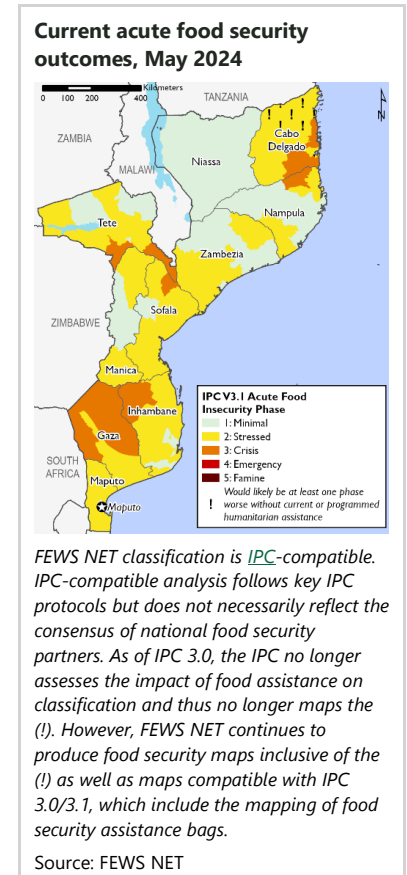 Current acute food security
outcomes, May 2024
Kilometers
0 100 200 400
TANZANIA
N
ZAMBIA
Cabo
Delgado
! ! ! ! ! ! !
Niassa
MALAWI
Nampula
Tete
Zambezia
Sofala
ZIMBABWE
Manica
Inhambane
Gaza
SOUTH
AFRICA
Maputo
Maputo
IPC V3.1 Acute Food
Insecurity Phase
1: Minimal
2: Stressed
3: Crisis
4: Emergency
5: Famine
Would likely be at least one phase
! worse without current or programmed
humanitarian assistance
FEWS NET classification is IPC-compatible.
IPC-compatible analysis follows key IPC
protocols but does not necessarily reflect the
consensus of national food security
partners. As of IPC 3.0, the IPC no longer
assesses the impact of food assistance on
classification and thus no longer maps the
(!). However, FEWS NET continues to
produce food security maps inclusive of the
(!) as well as maps compatible with IPC
3.0/3.1, which include the mapping of food
security assistance bags.
Source: FEWS NET